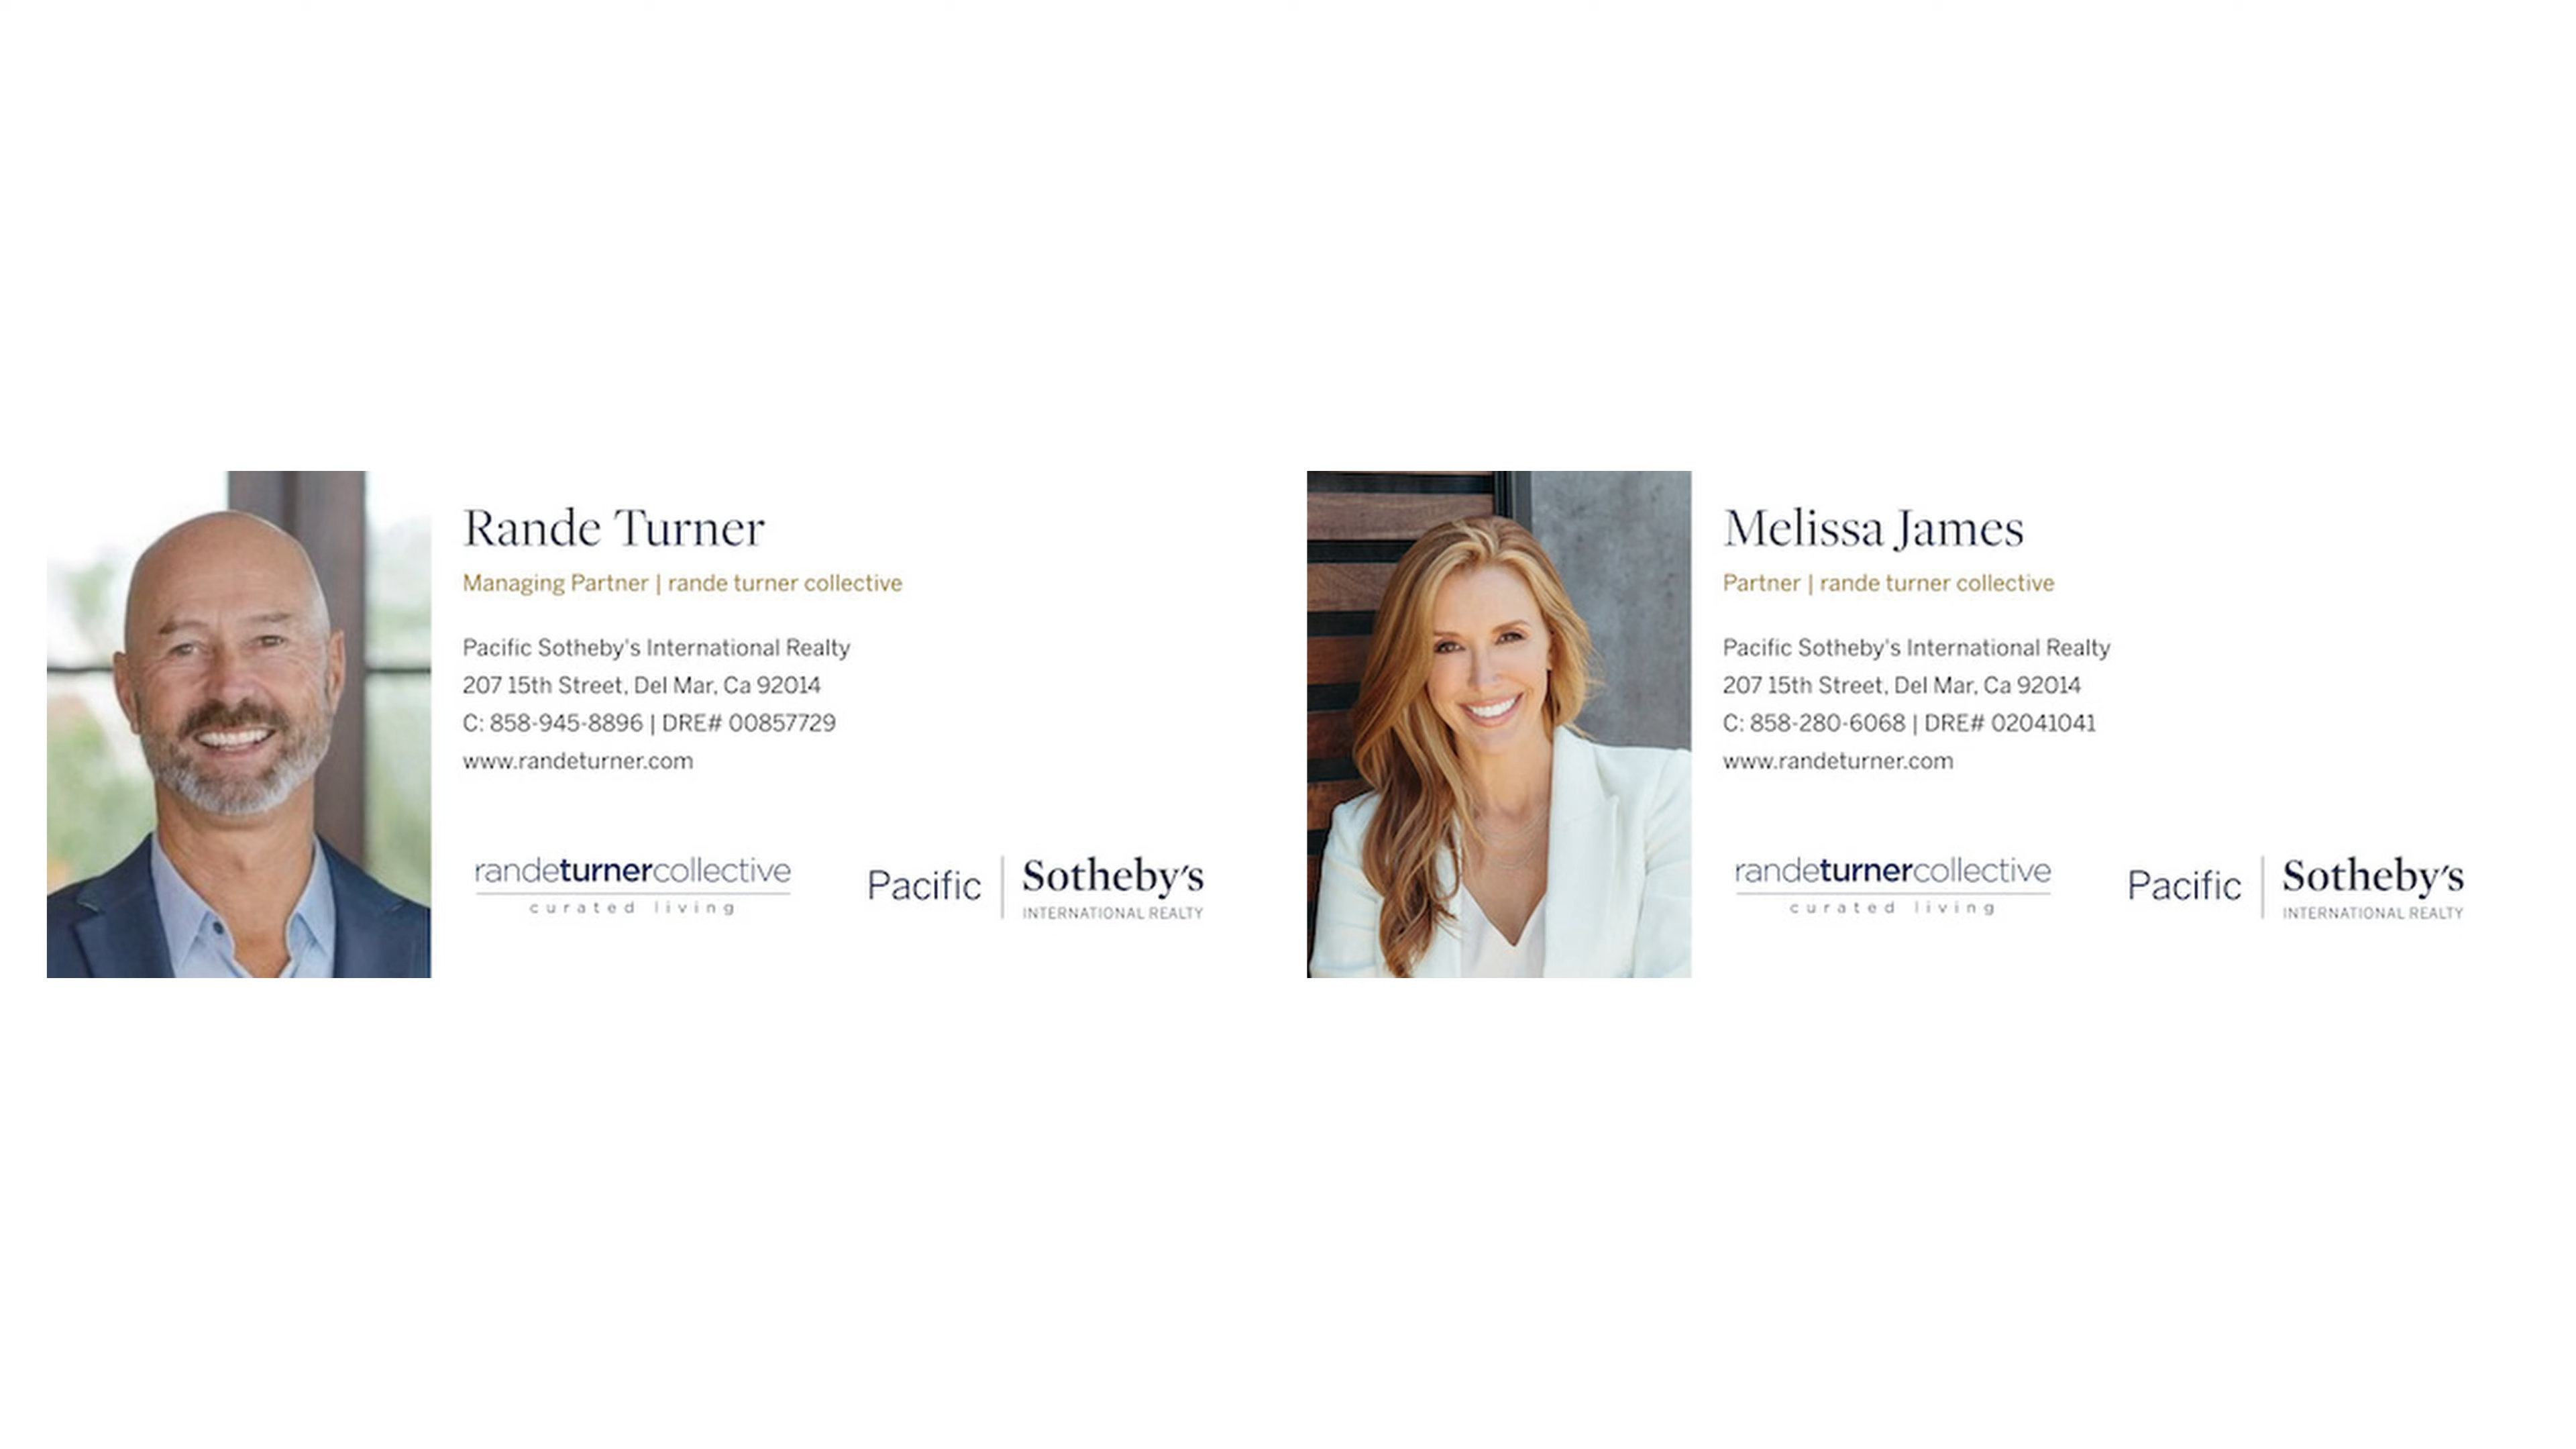 Rande Turner
Managing Partner | rande turner collective
Pacific Sotheby's International Realty
207 15th Street, Del Mar, Ca 92014
C: 858-945-8896 | DRE# 00857729
www.randeturner.com
randeturnercollective
curated living
Pacific | Sotheby's
INTERNATIONAL REALTY
Melissa James
Partner | rande turner collective
Pacific Sotheby's International Realty
207 15th Street, Del Mar, Ca 92014
C: 858-280-6068 | DRE# 02041041
www.randeturner.com
randeturnercollective
curated living
Pacific | Sotheby's
INTERNATIONAL REALTY